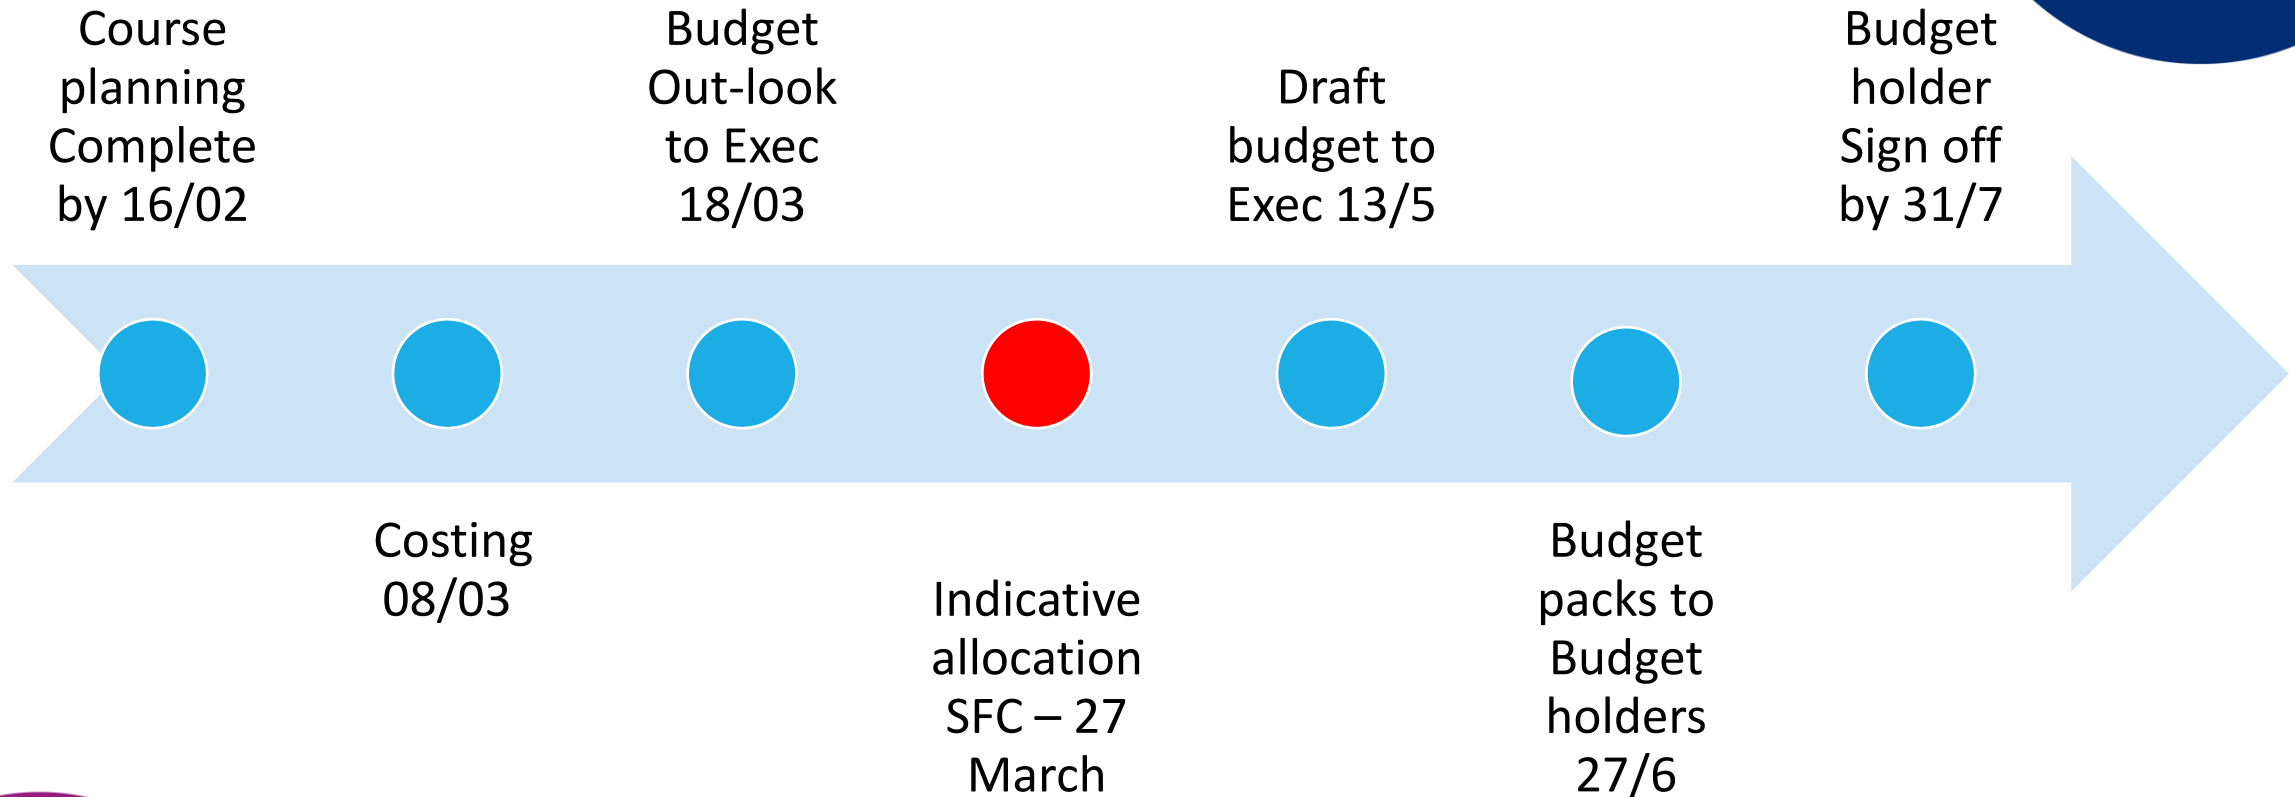 Course
planning
Complete
by 16/02
Costing
08/03
Budget
Out-look
to Exec
18/03
Indicative
allocation
SFC – 27
March
Draft
budget to
Exec 13/5
Budget
packs to
Budget
holders
27/6
Budget
holder
Sign off
by 31/7